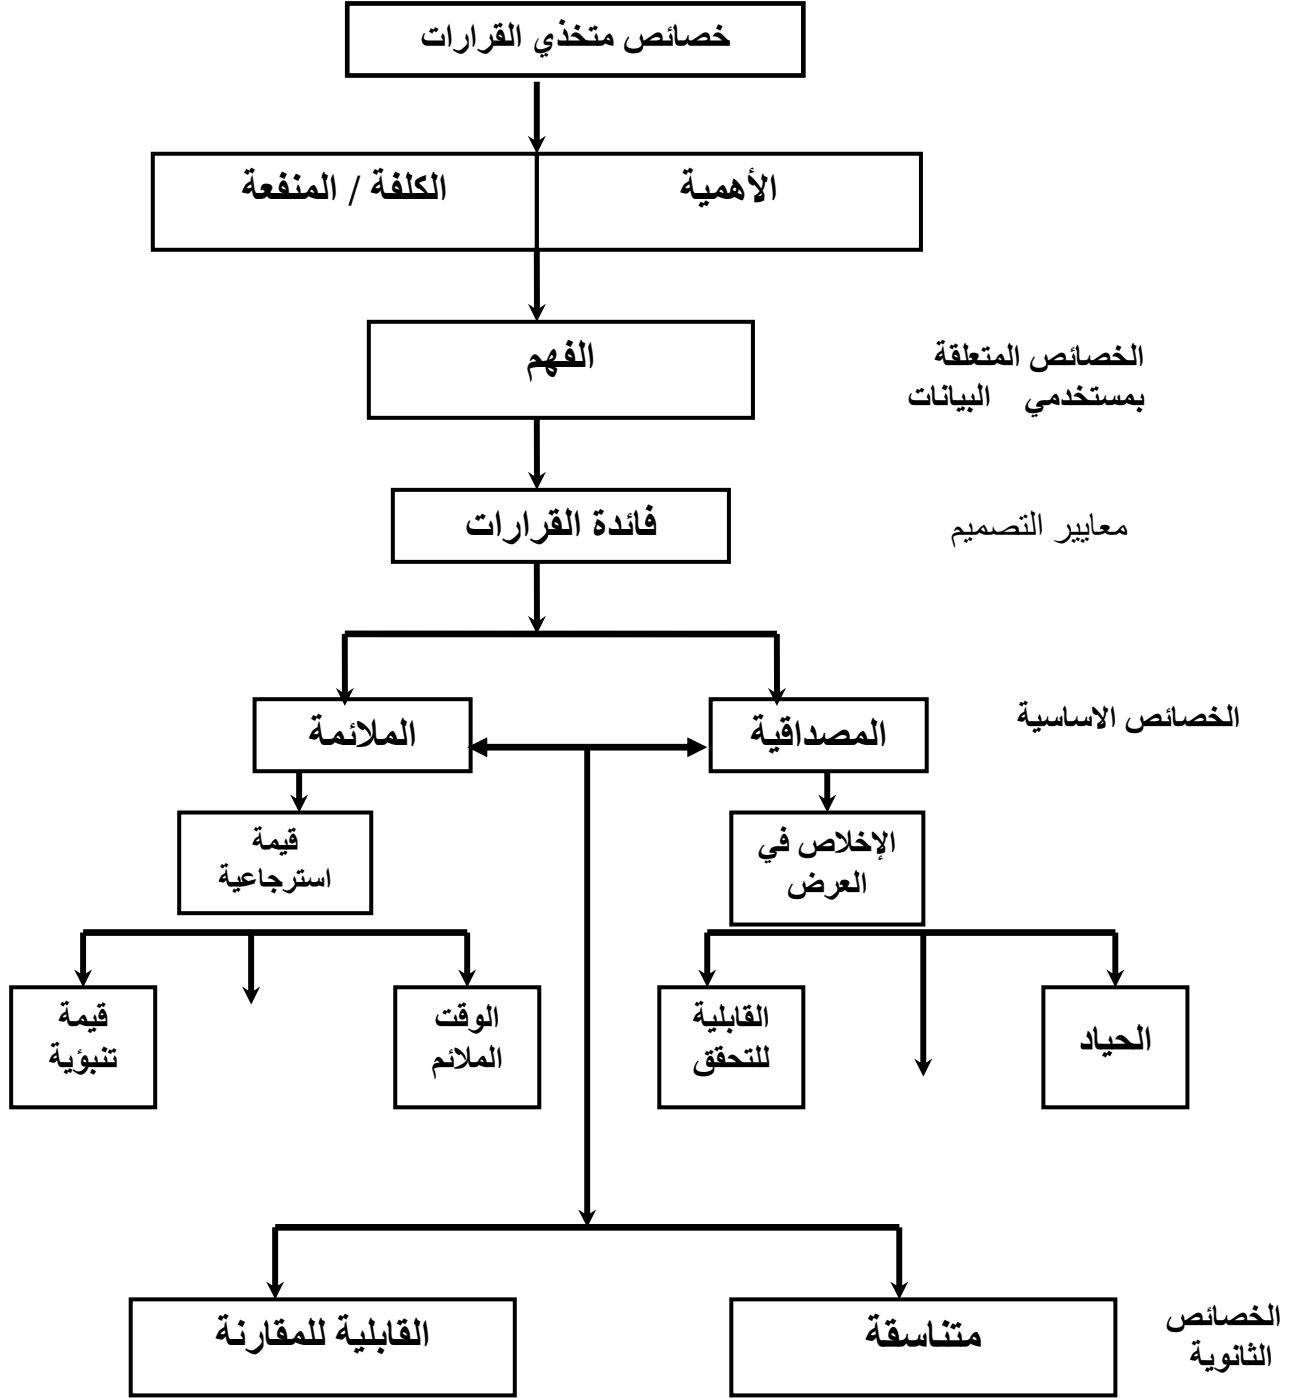 خصائص متخذي القرارات
الأهمية
الكلفة / المنفعة
الفهم
الخصائص المتعلقة
بمستخدمي البيانات
فائدة القرارات
معايير التصميم
الخصائص الاساسية
المصداقية
الملائمة
الإخلاص في
العرض
قيمة
استرجاعية
الحياد
القابلية
للتحقق
الوقت
الملائم
قيمة
تنبؤية
الخصائص
الثانوية
متناسقة
القابلية للمقارنة